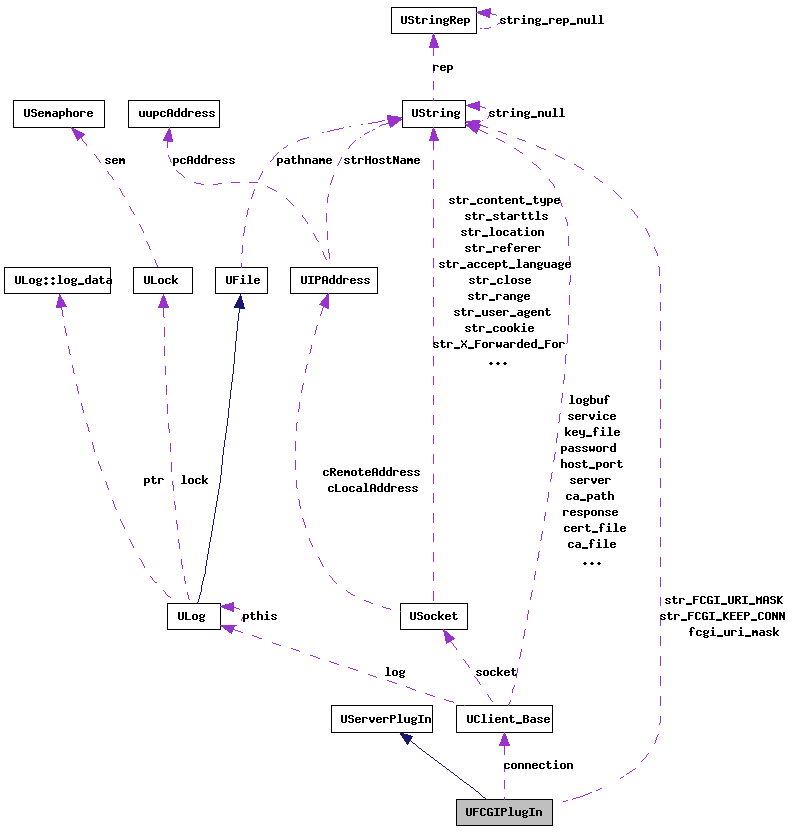 UStringRep
string_rep_null
rep
USemaphore
uupcAddress
UString
string_null
sem
pcAddress
pathname
strHostName
str_content_type
str_starttls
str_location
str_referer
str_accept_language
str_close
str_range
str_user_agent
str_cookie
str_X_Forwarded_For
...
ULog::log_data
ULock
UFile
UIPAddress
logbuf
service
key_file
password
host_port
server
ca_path
response
cert_file
ca_file
...
ptr
lock
cRemoteAddress
cLocalAddress
ULog
pthis
USocket
str_FCGI_URI_MASK
str_FCGI_KEEP_CONN
fcgi_uri_mask
log
socket
UServerPlugIn
UClient_Base
connection
UFCGIPlugIn